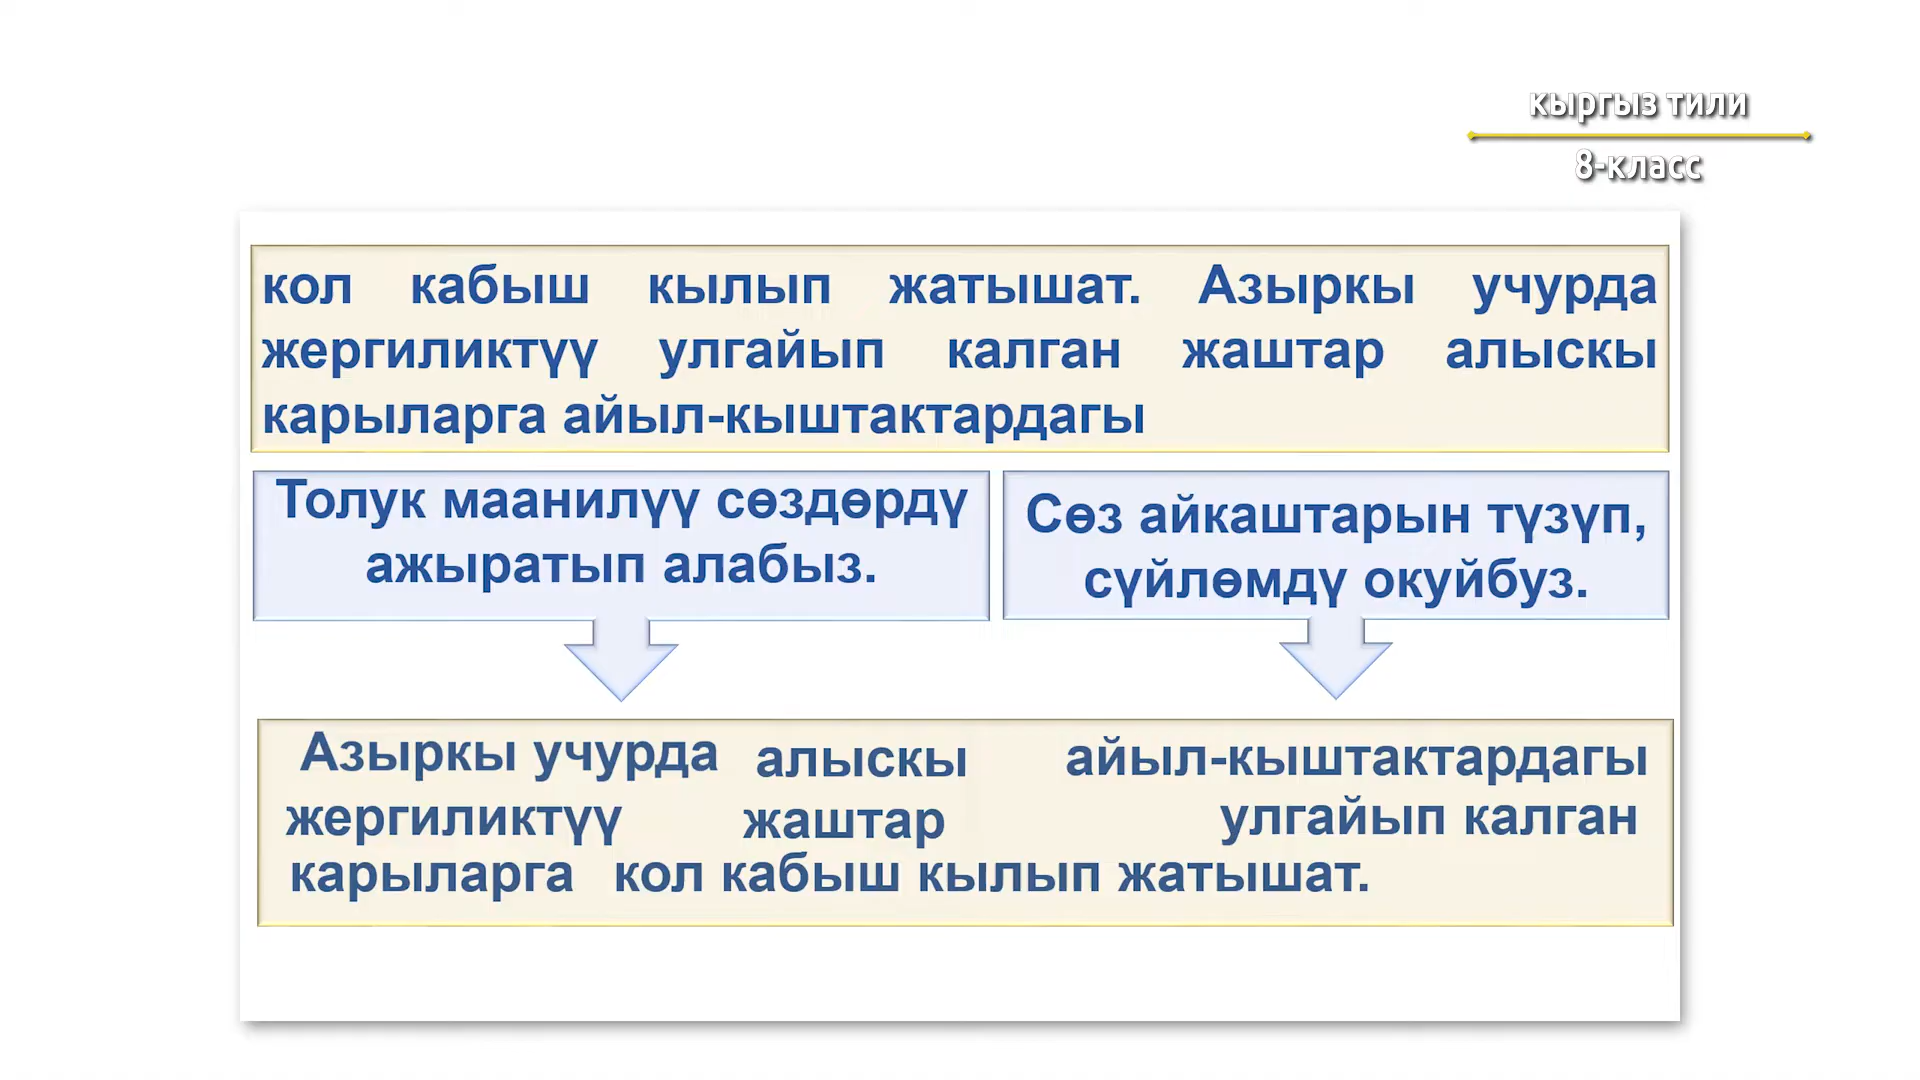 кыргыз тили
8-класс
кол кабыш кылып жатышат. Азыркы учурда
жергиликтүү улгайып калган жаштар алыскы
карыларга айыл-кыштактардагы
Толук маанилүү сөздөрдү
ажыратып алабыз.
Сөз айкаштарын түзүп,
сүйлөмдү окуйбуз.
Азыркы учурда алыскы айыл-кыштактардагы
жергиликтүү жаштар улгайып калган
карыларга кол кабыш кылып жатышат.